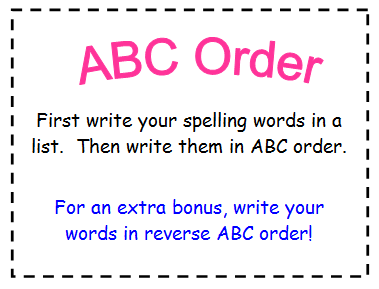 ABC Order
First write your spelling words in a
list.  Then write them in ABC order.
For an extra bonus, write your
words in reverse ABC order!